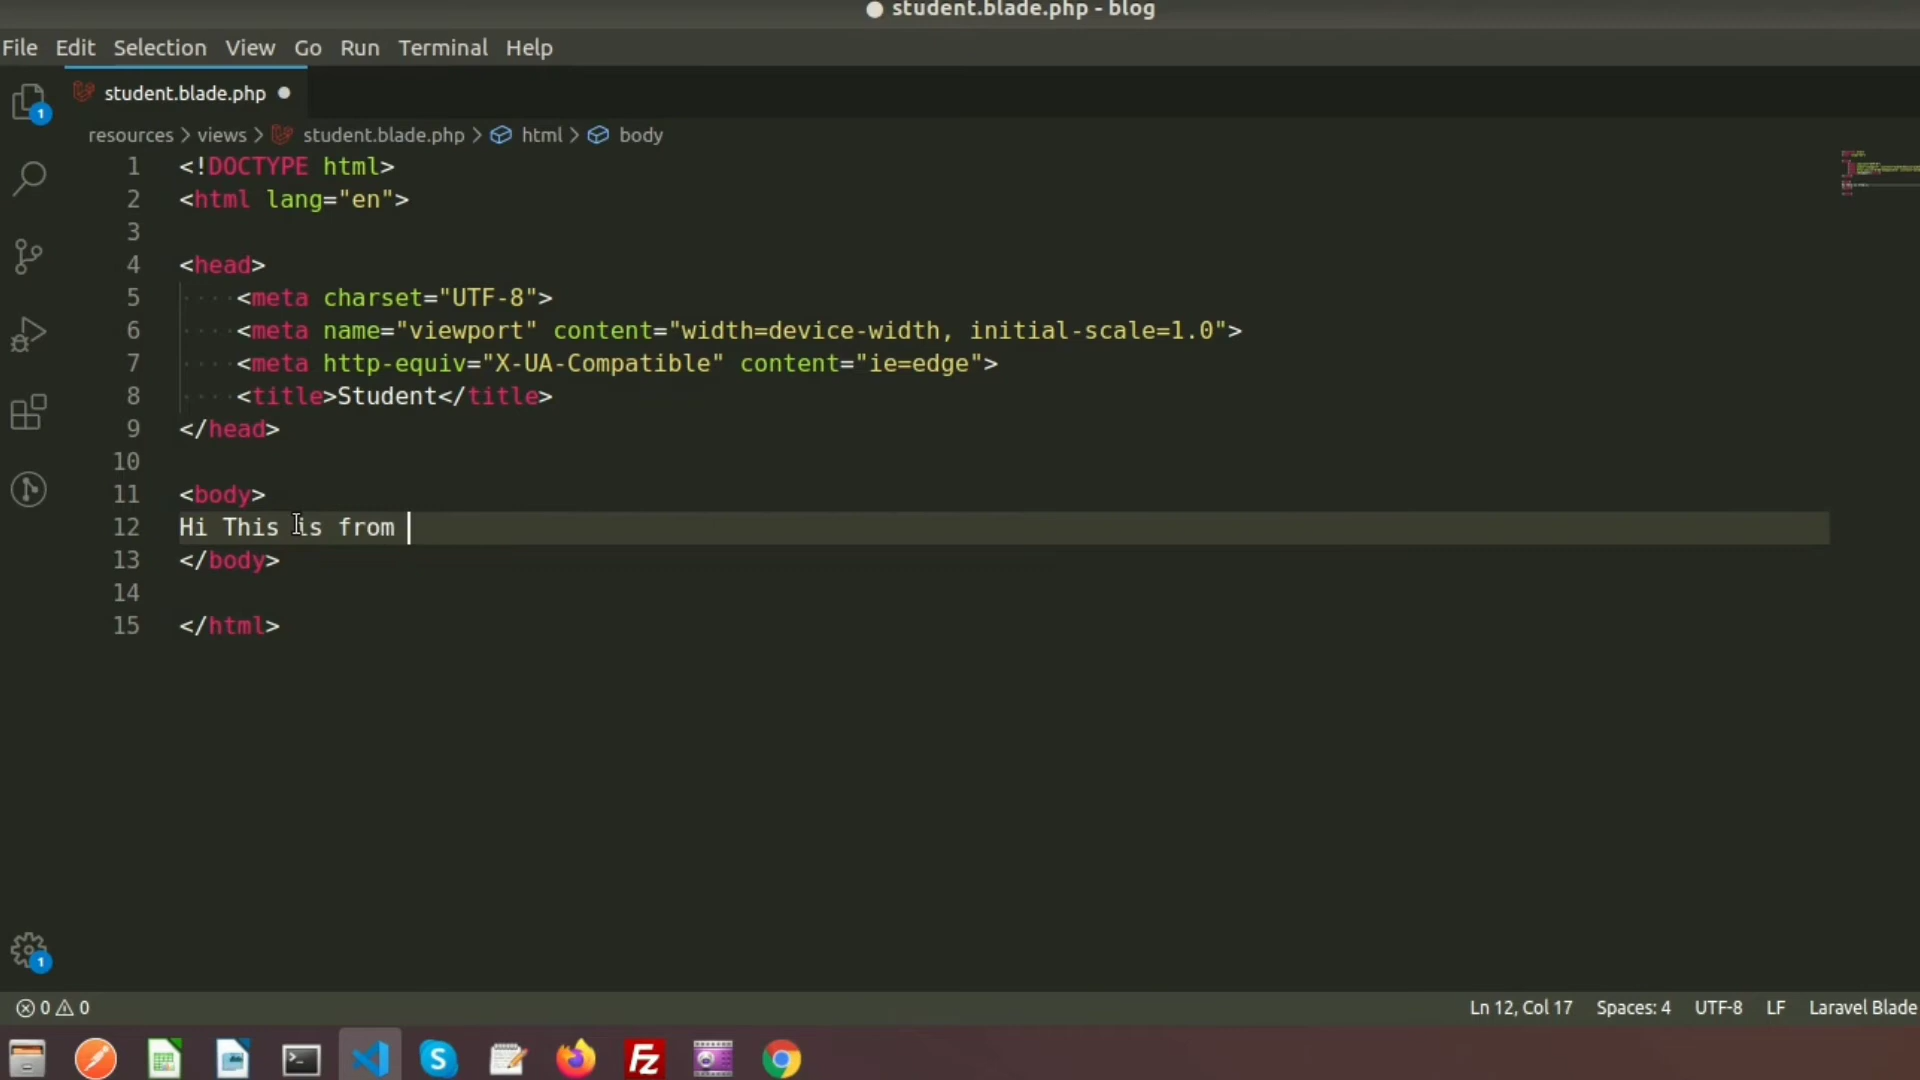 student.blade.php - blog
File Edit Selection View Go Run Terminal Help
student.blade.php
1
resources > views > student.blade.php > html > body
1 <!DOCTYPE html>
2 <html lang="en">
3
4 <head>
5 ····<meta charset="UTF-8">
6 ····<meta name="viewport" content="width=device-width, initial-scale=1.0">
7 ····<meta http-equiv="X-UA-Compatible" content="ie=edge">
8 ····<title>Student</title>
9 </head>
10
11 <body>
12 Hi This is from
13 </body>
14
15 </html>
1
0 0 Ln 12, Col 17 Spaces: 4 UTF-8 LF Laravel Blade
S Fz